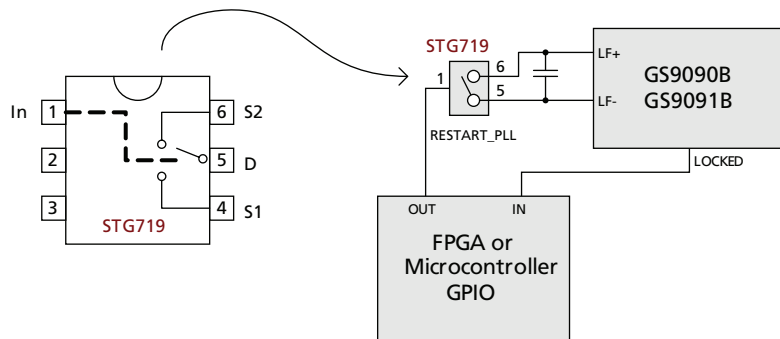 In
1
2
3
6
5
4
S2
D
S1
STG719
STG719
1
6
5
RESTART_PLL
LF+
LF-
GS9090B
GS9091B
LOCKED
OUT
IN
FPGA or
Microcontroller
GPIO